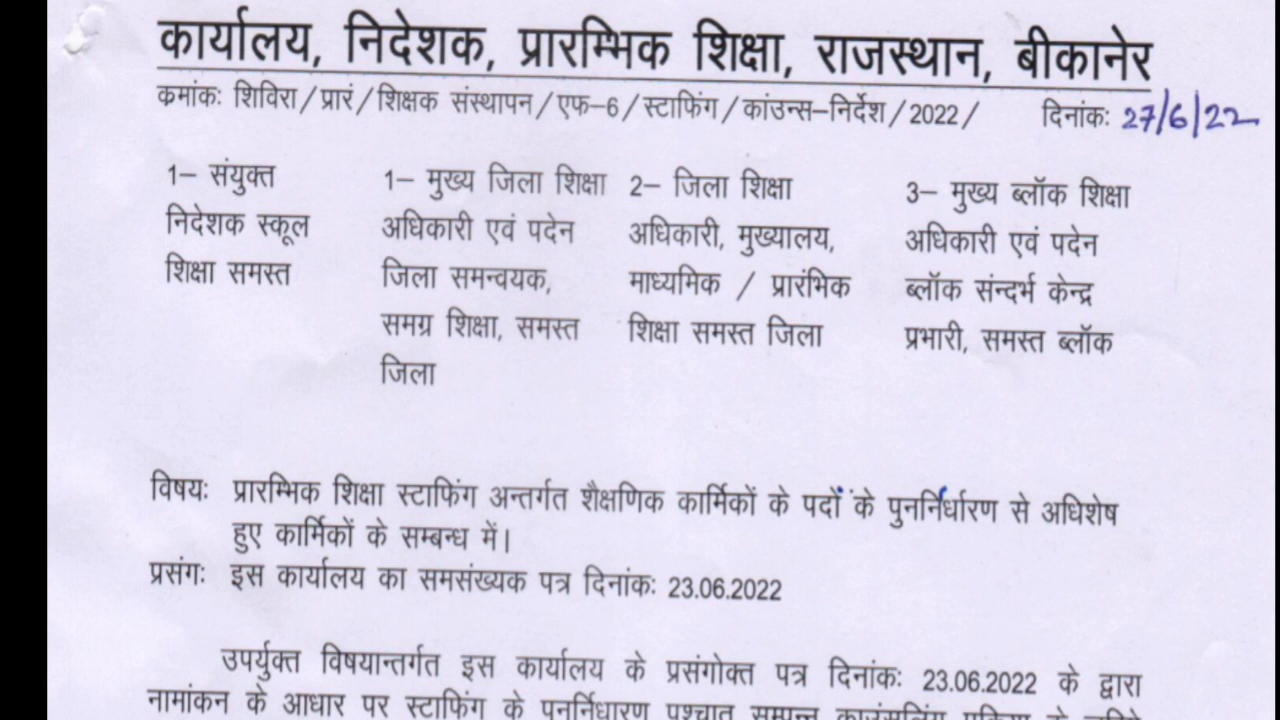 कार्यालय, निदेशक, प्रारम्भिक शिक्षा, राजस्थान, बीकानेर
कमांकः शिविरा/प्रारं/शिक्षक संस्थापन/एफ-6/स्टाफिंग/कांउन्स-निर्देश/2022/ दिनांकः 27/6/22
1- संयुक्त
निदेशक स्कूल
शिक्षा समस्त
1- मुख्य जिला शिक्षा
अधिकारी एवं पदेन
जिला समन्वयक,
समग्र शिक्षा, समस्त
जिला
2- जिला शिक्षा
अधिकारी, मुख्यालय,
माध्यमिक / प्रारंभिक
शिक्षा समस्त जिला
3- मुख्य ब्लॉक शिक्षा
अधिकारी एवं पदेन
ब्लॉक संन्दर्भ केन्द्र
प्रभारी, समस्त ब्लॉक
विषयः प्रारम्भिक शिक्षा स्टाफिंग अन्तर्गत शैक्षणिक कार्मिकों के पदों के पुनर्निर्धारण से अधिशेष
हुए कार्मिकों के सम्बन्ध में।
प्रसंगः इस कार्यालय का समसंख्यक पत्र दिनांकः 23.06.2022
उपर्युक्त विषयान्तर्गत इस कार्यालय के प्रसंगोक्त पत्र दिनांकः 23.06.2022 के द्वारा
नामांकन के आधार पर स्टाफिंग के पुनर्निधारण पश्चात सम्पन्न